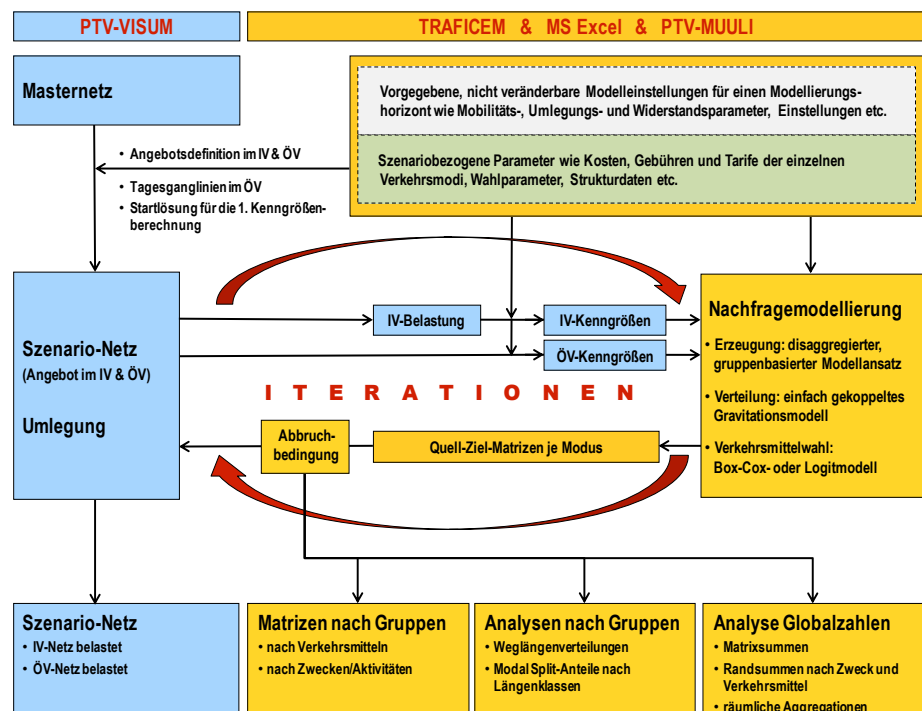 PTV-VISUM
TRAFICEM & MS Excel & PTV-MUULI
Masternetz
Vorgegebene, nicht veränderbare Modelleinstellungen für einen Modellierungs-
horizont wie Mobilitäts-, Umlegungs- und Widerstandsparameter, Einstellungen etc.
Szenariobezogene Parameter wie Kosten, Gebühren und Tarife der einzelnen
Verkehrsmodi, Wahlparameter, Strukturdaten etc.
• Angebotsdefinition im IV & ÖV
• Tagesganglinien im ÖV
• Startlösung für die 1. Kenngrößen-
berechnung
Szenario-Netz
(Angebot im IV & ÖV)
Umlegung
IV-Belastung
IV-Kenngrößen
ÖV-Kenngrößen
ITERATIONEN
Abbruch-
bedingung
Quell-Ziel-Matrizen je Modus
Nachfragemodellierung
• Erzeugung: disaggregierter,
gruppenbasierter Modellansatz
• Verteilung: einfach gekoppeltes
Gravitationsmodell
• Verkehrsmittelwahl:
Box-Cox- oder Logitmodell
Szenario-Netz
• IV-Netz belastet
• ÖV-Netz belastet
Matrizen nach Gruppen
• nach Verkehrsmitteln
• nach Zwecken/Aktivitäten
Analysen nach Gruppen
• Weglängenverteilungen
• Modal Split-Anteile nach
Längenklassen
Analyse Globalzahlen
• Matrixsummen
• Randsummen nach Zweck und
Verkehrsmittel
• räumliche Aggregationen